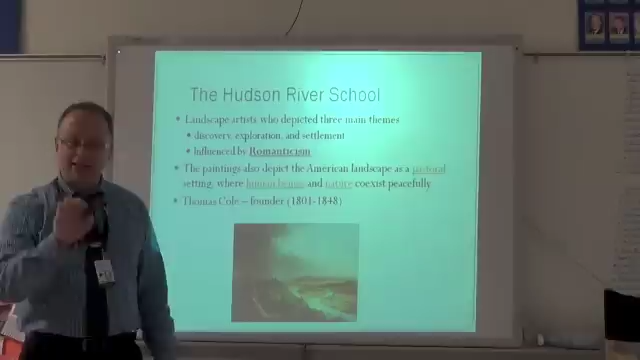 The Hudson River School
• Landscape artists who depicted three main themes
• discovery, exploration, and settlement
• Influenced by Romanticism
• The paintings also depict the American landscape as a pastoral
setting, where human beings and nature coexist peacefully
• Thomas Cole – founder (1801-1848)